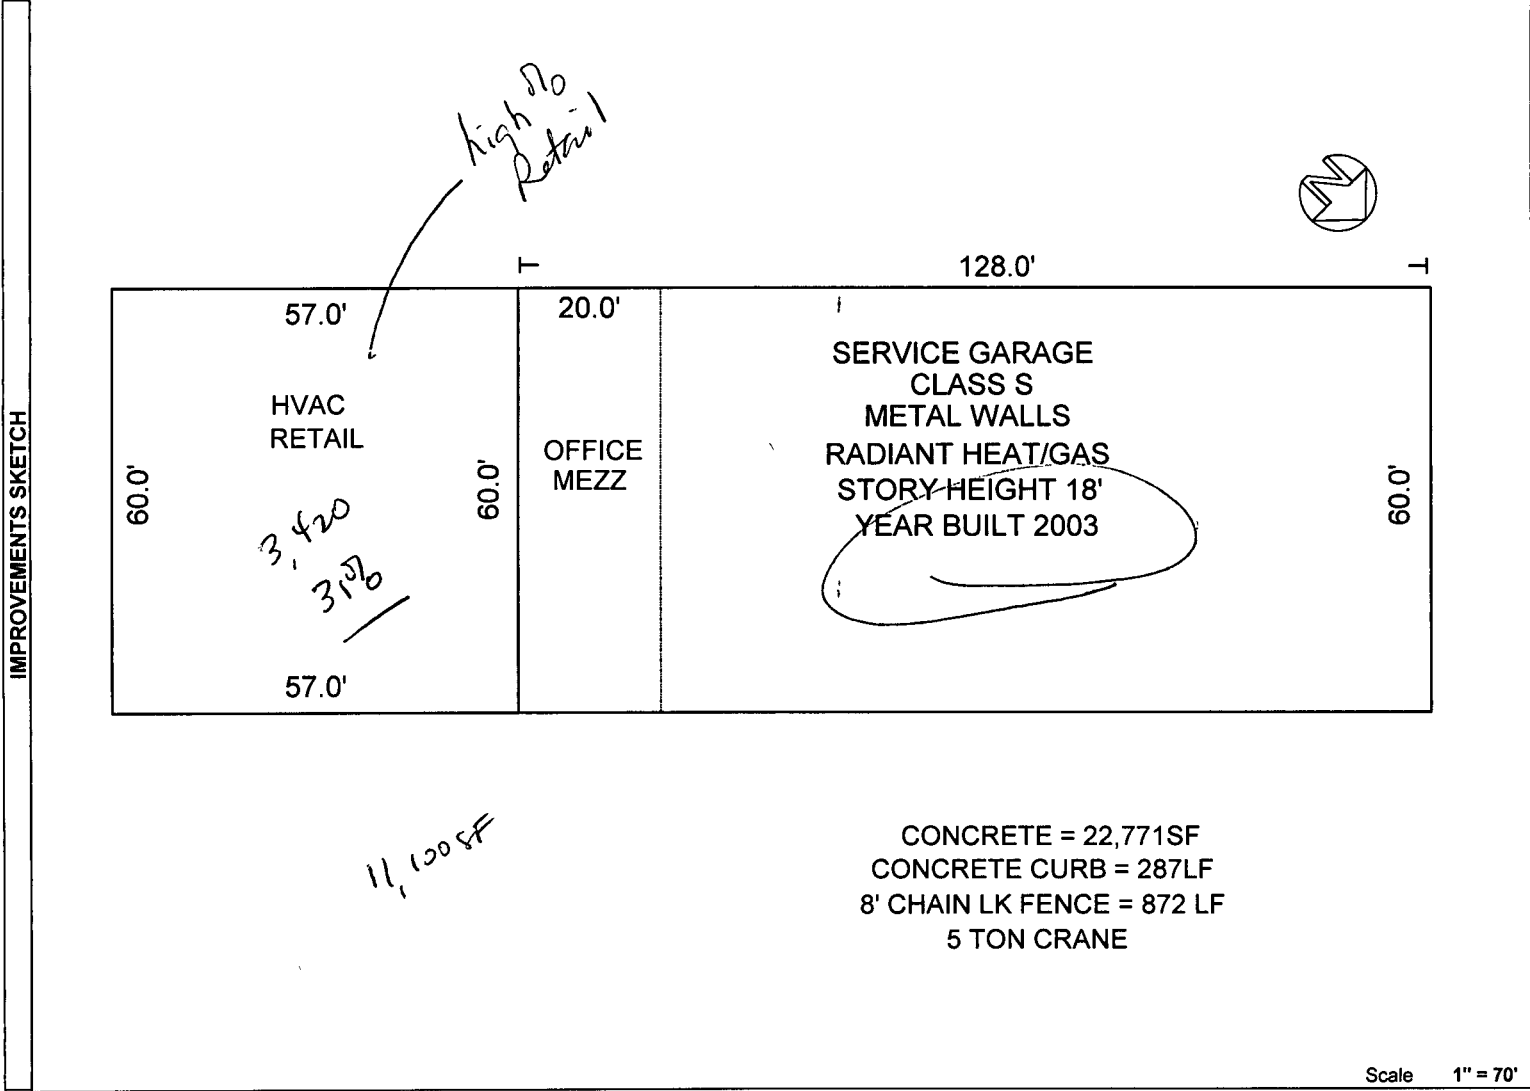 IMPROVEMENTS SKETCH
high %
Retail
128.0'
57.0'
20.0'
HVAC
RETAIL
60.0'
3,420
31%
57.0'
60.0'
OFFICE
MEZZ
SERVICE GARAGE
CLASS S
METAL WALLS
RADIANT HEAT/GAS
STORY HEIGHT 18'
YEAR BUILT 2003
60.0'
11,100 SF
CONCRETE = 22,771SF
CONCRETE CURB = 287LF
8' CHAIN LK FENCE = 872 LF
5 TON CRANE
Scale 1" = 70'